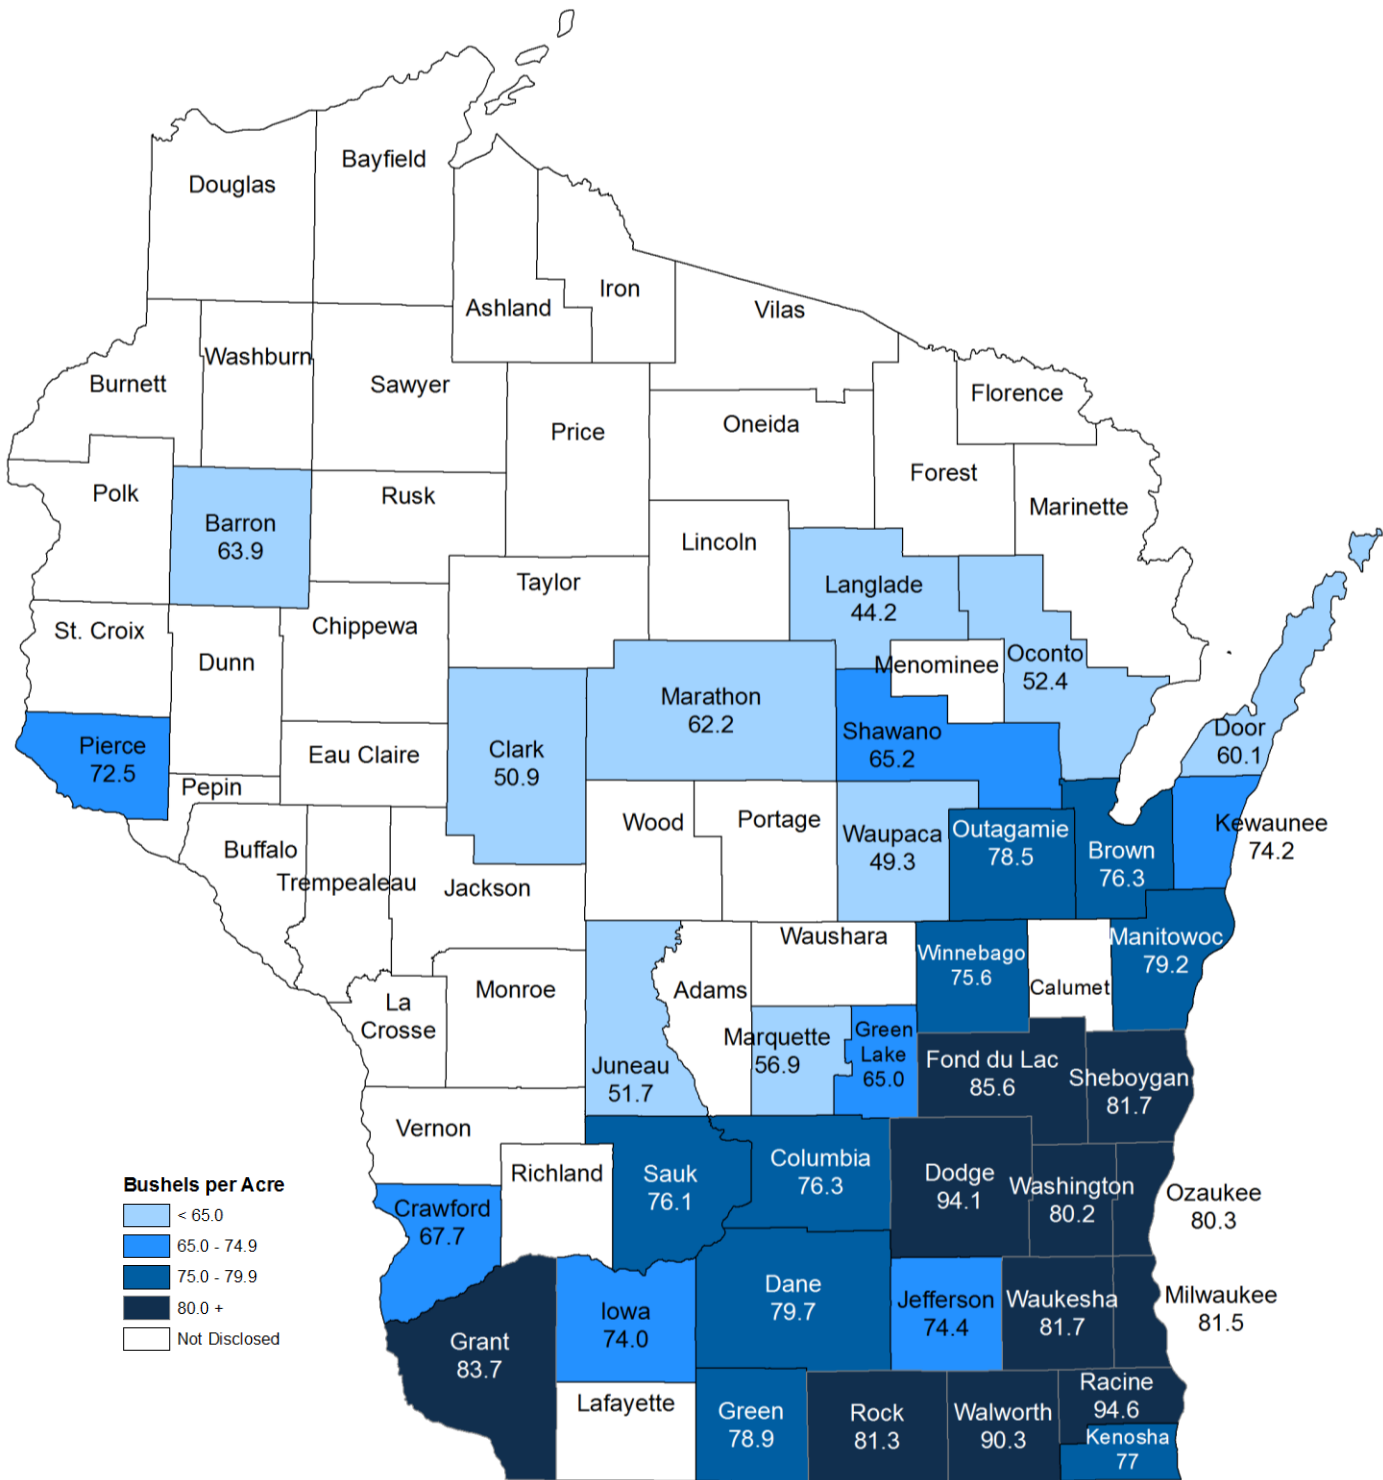 Bayfield
Douglas
Iron
Ashland
Vilas
Washburn
Burnett
Sawyer
Florence
Price
Oneida
Forest
Polk
Rusk
Marinette
Barron
63.9
Lincoln
Taylor
Langlade
44.2
St. Croix
Chippewa
Dunn
Menominee
Oconto
52.4
Marathon
62.2
Shawano
65.2
Door
60.1
Pierce
72.5
Eau Claire
Clark
50.9
Pepin
Wood
Portage
Waupaca
49.3
Outagamie
78.5
Brown
76.3
Kewaunee
74.2
Buffalo
Trempealeau
Jackson
Waushara
Winnebago
75.6
Manitowoc
79.2
Calumet
Monroe
Adams
La
Crosse
Juneau
51.7
Marquette
56.9
Green
Lake
65.0
Fond du Lac
85.6
Sheboygan
81.7
Vernon
Richland
Sauk
76.1
Columbia
76.3
Dodge
94.1
Washington
80.2
Ozaukee
80.3
Crawford
67.7
Bushels per Acre
< 65.0
65.0 - 74.9
75.0 - 79.9
80.0 +
Not Disclosed
Grant
83.7
Iowa
74.0
Dane
79.7
Jefferson
74.4
Waukesha
81.7
Milwaukee
81.5
Lafayette
Green
78.9
Rock
81.3
Walworth
90.3
Racine
94.6
Kenosha
77